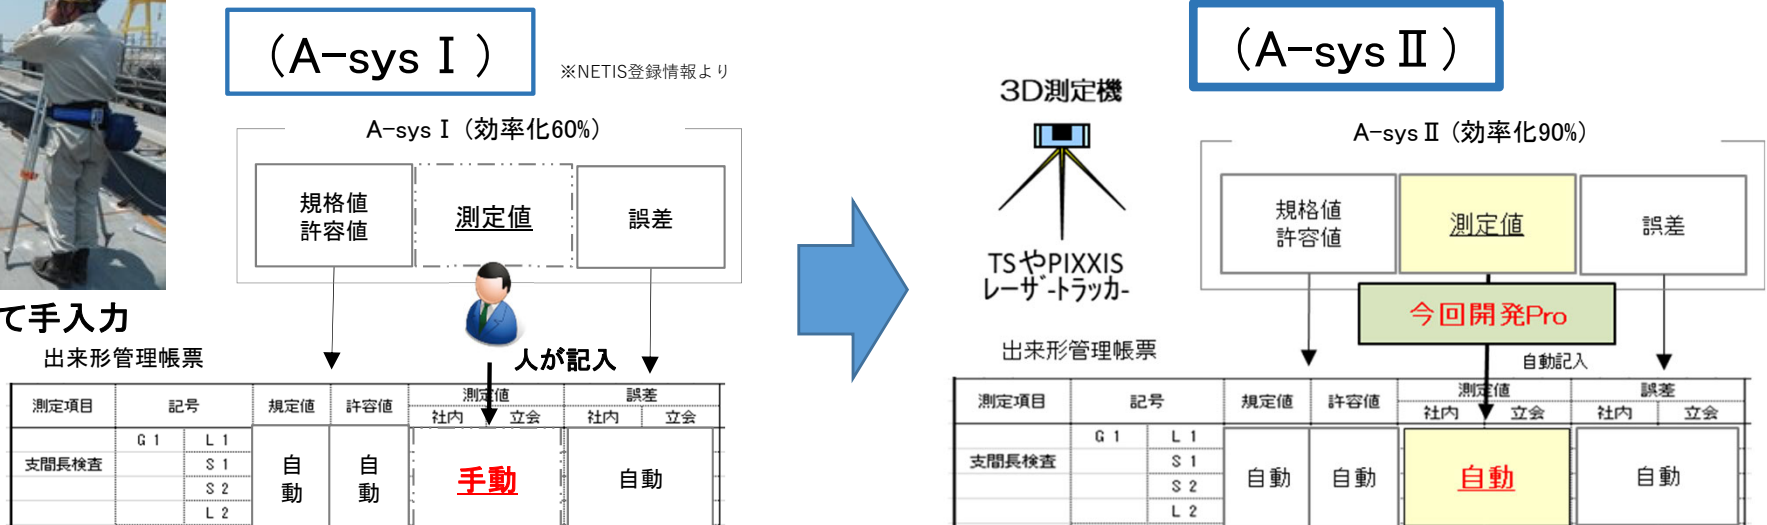 （A－sysⅠ）
※NETIS登録情報より
A－sysⅠ（効率化60%）
規格値
許容値
測定値
誤差
て手入力
人が記入
出来形管理帳票
測定項目 記号 規定値 許容値 測定値 誤差
社内 立会 社内 立会
G 1 L 1
支間長検査 S 1
S 2
L 2
自動 自動 手動 自動
（A－sysⅡ）
3D測定機
TSやPIXXIS
レーザートラッカー
A－sysⅡ（効率化90%）
規格値
許容値
測定値
誤差
今回開発Pro
自動記入
出来形管理帳票
測定項目 記号 規定値 許容値 測定値 誤差
社内 立会 社内 立会
G 1 L 1
支間長検査 S 1
S 2
L 2
自動 自動 自動 自動